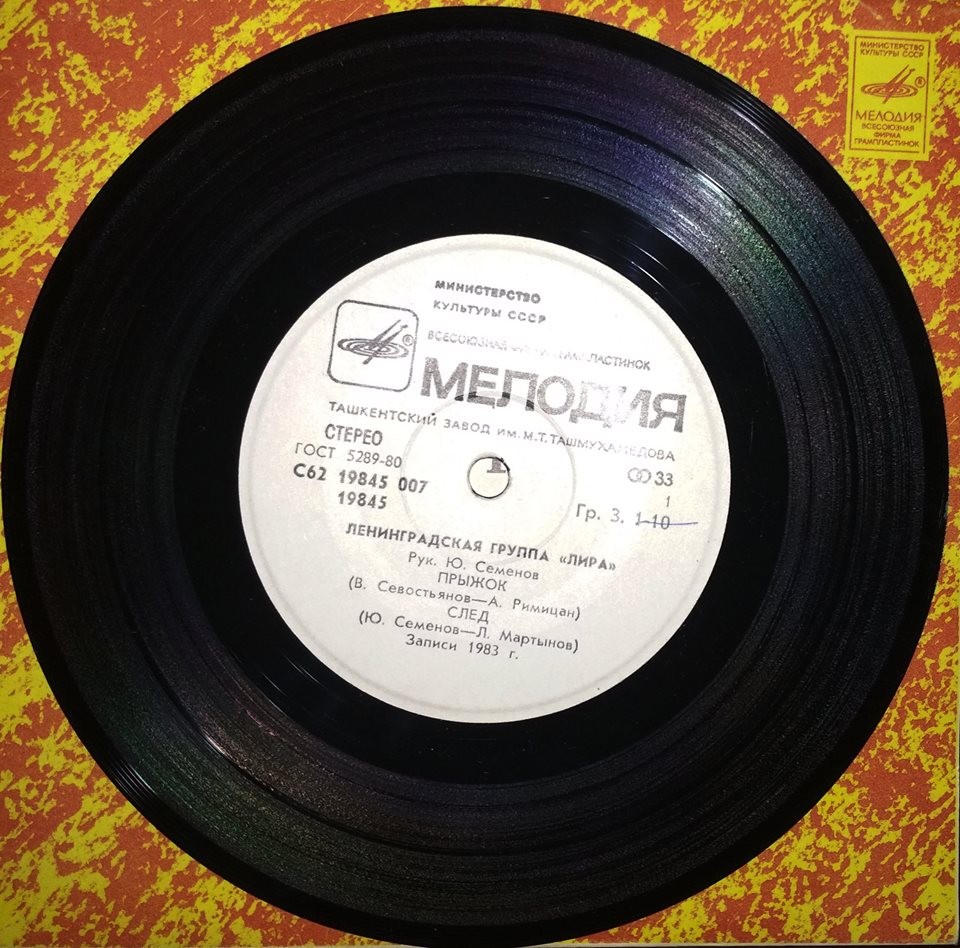 МИНИСТЕРСТВО
КУЛЬТУРЫ СССР
®
МЕЛОДИЯ
ВСЕСОЮЗНАЯ
ФИРМА
ГРАМПЛАСТИНОК
МИНИСТЕРСТВО
КУЛЬТУРЫ СССР
®
ВСЕСОЮЗНАЯ
МЕЛОДИЯ
ТАШКЕНТСКИЙ ЗАВОД ИМ. М. Т. ТАШМУХАМЕДОВА
СТЕРЕО
ГОСТ 5289-80
33
С62 19845 007
1
19845
Гр. 3. 1-10
ЛЕНИНГРАДСКАЯ ГРУППА «ЛИРА»
Рук. Ю. Семенов
ПРЫЖОК
(В. Севостьянов—А. Римицан)
СЛЕД
(Ю. Семенов—Л. Мартынов)
Записи 1983 г.